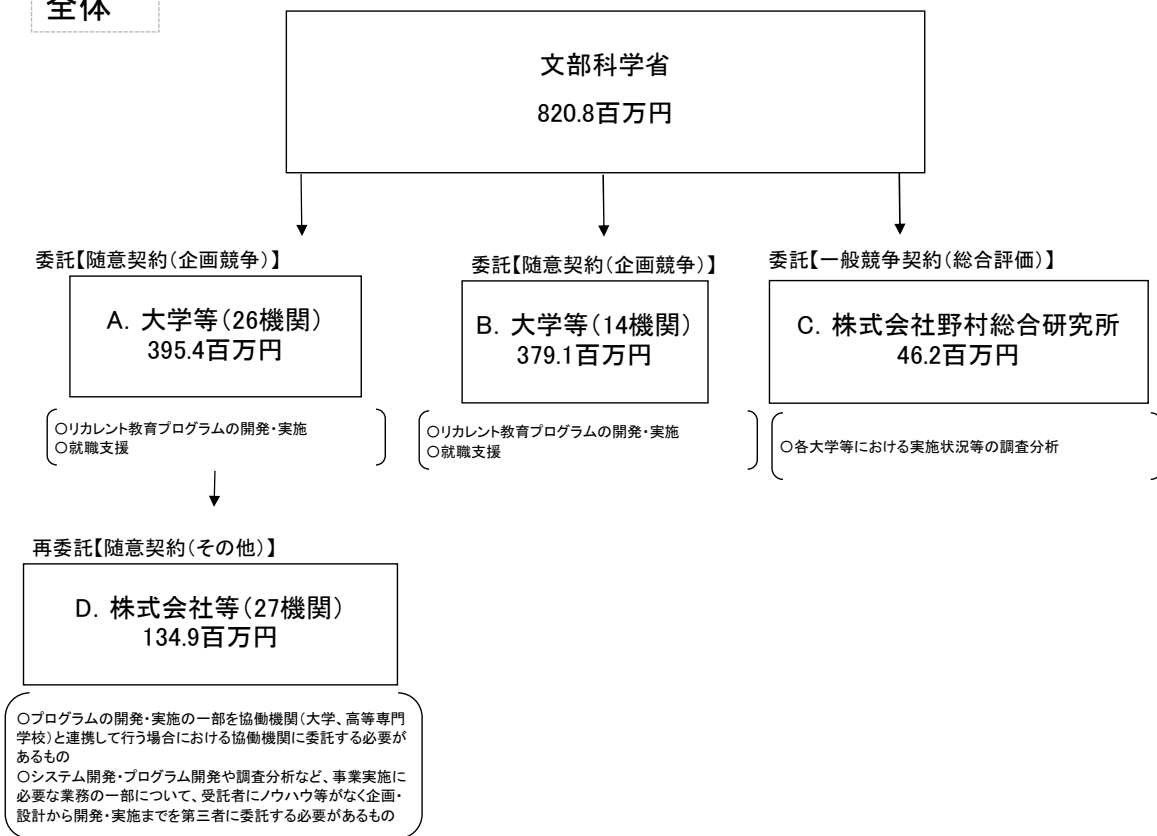 全体
文部科学省
820.8百万円
委託【随意契約(企画競争)】
A. 大学等(26機関)
395.4百万円
○リカレント教育プログラムの開発・実施
○就職支援
委託【随意契約(企画競争)】
B. 大学等(14機関)
379.1百万円
○リカレント教育プログラムの開発・実施
○就職支援
委託【一般競争契約(総合評価)】
C. 株式会社野村総合研究所
46.2百万円
○各大学等における実施状況等の調査分析
再委託【随意契約(その他)】
D. 株式会社等(27機関)
134.9百万円
○プログラムの開発・実施の一部を協働機関(大学、高等専門
学校)と連携して行う場合における協働機関に委託する必要が
あるもの
○システム開発・プログラム開発や調査分析など、事業実施に
必要な業務の一部について、受託者にノウハウ等がなく企画・
設計から開発・実施までを第三者に委託する必要があるもの